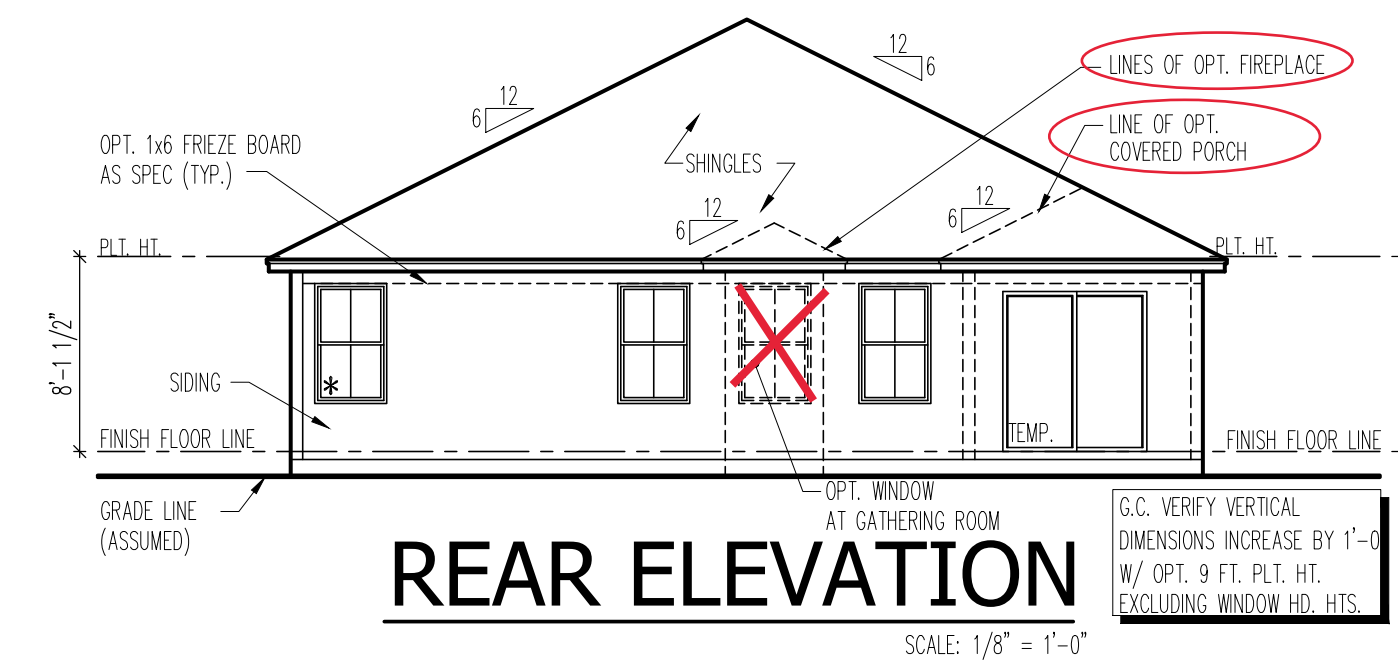 12
6
LINES OF OPT. FIREPLACE
12
6
LINE OF OPT.
COVERED PORCH
OPT. 1x6 FRIEZE BOARD
AS SPEC (TYP.)
SHINGLES
12
6
12
6
PLT. HT.
PLT. HT.
8'-1 1/2"
SIDING
*
TEMP.
FINISH FLOOR LINE
FINISH FLOOR LINE
GRADE LINE
(ASSUMED)
OPT. WINDOW
AT GATHERING ROOM
G.C. VERIFY VERTICAL
DIMENSIONS INCREASE BY 1'-0
W/ OPT. 9 FT. PLT. HT.
EXCLUDING WINDOW HD. HTS.
REAR ELEVATION
SCALE: 1/8" = 1'-0"